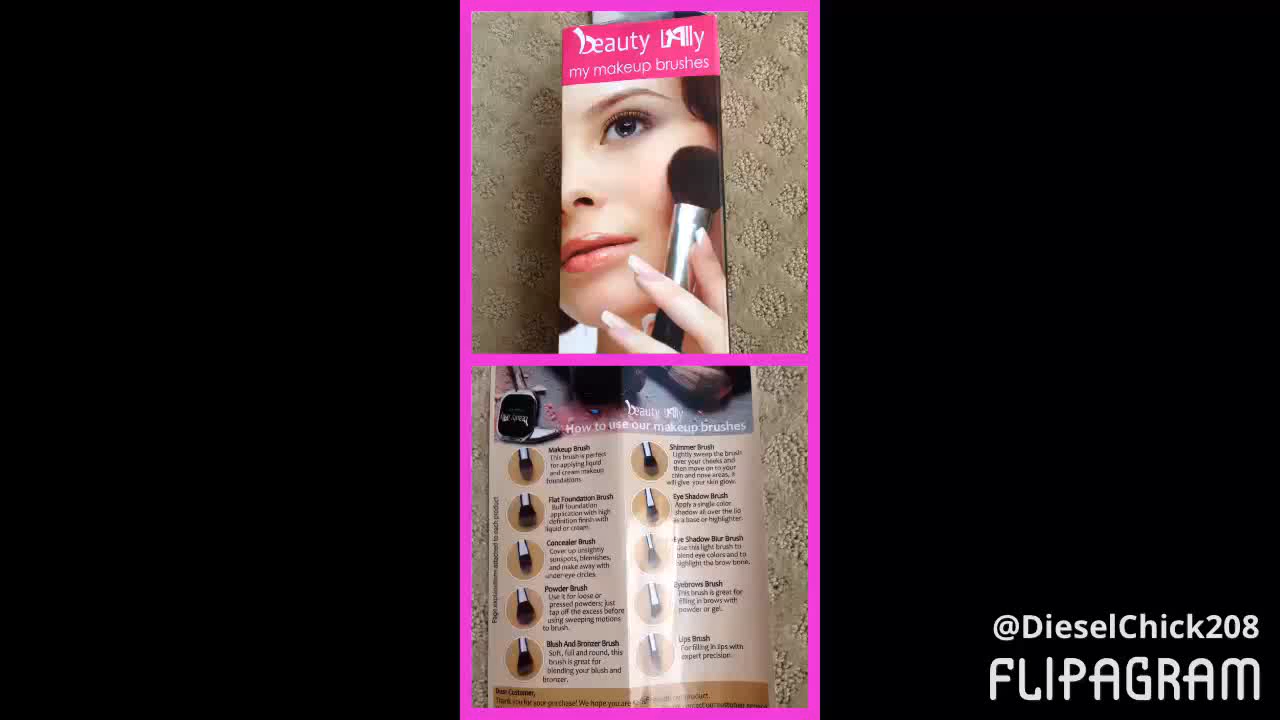 beauty Lally
my makeup brushes
beauty Lally
How to use our makeup brushes
Makeup Brush
This brush is perfect
for applying liquid
and cream makeup
foundations.
Flat Foundation Brush
Buff foundation
application with high
definition finish with
liquid or cream.
Concealer Brush
Cover up unsightly
sunspots, blemishes,
and make away with
under-eye circles.
Powder Brush
Use it for loose or
pressed powders; just
tap off the excess before
using sweeping motions
to brush.
Blush And Bronzer Brush
Soft, full and round, this
brush is great for
blending your blush and
bronzer.
Shimmer Brush
Lightly sweep the brush
over your cheeks and
then move on to your
chin and nose areas, it
will give your skin glow.
Eye Shadow Brush
Apply a single color
shadow all over the lid
as a base or highlighter.
Eye Shadow Blur Brush
Use this light brush to
blend eye colors and to
highlight the brow bone.
Eyebrows Brush
This brush is great for
filling in brows with
powder or gel.
Lips Brush
For filling in lips with
expert precision.
Page explanations attached to each product
Dear Customer,
Thank you for your purchase! We hope you are product.
@DieselChick208
FLIPAGRAM